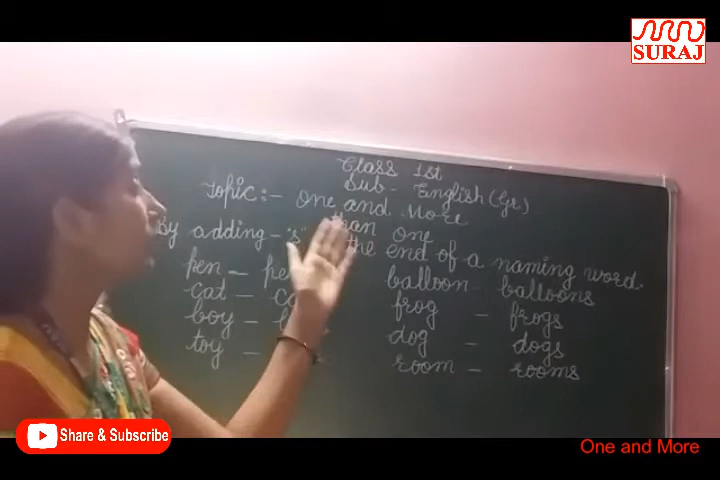 SURAJ
Class 1st
Sub - English (Gr)
Topic :- One and More
than one
By adding - "s" the end of a naming word.
pen - pe
balloon - balloons
cat - ca
frog - frogs
boy - b
dog - dogs
toy -
room - rooms
Share & Subscribe
One and More